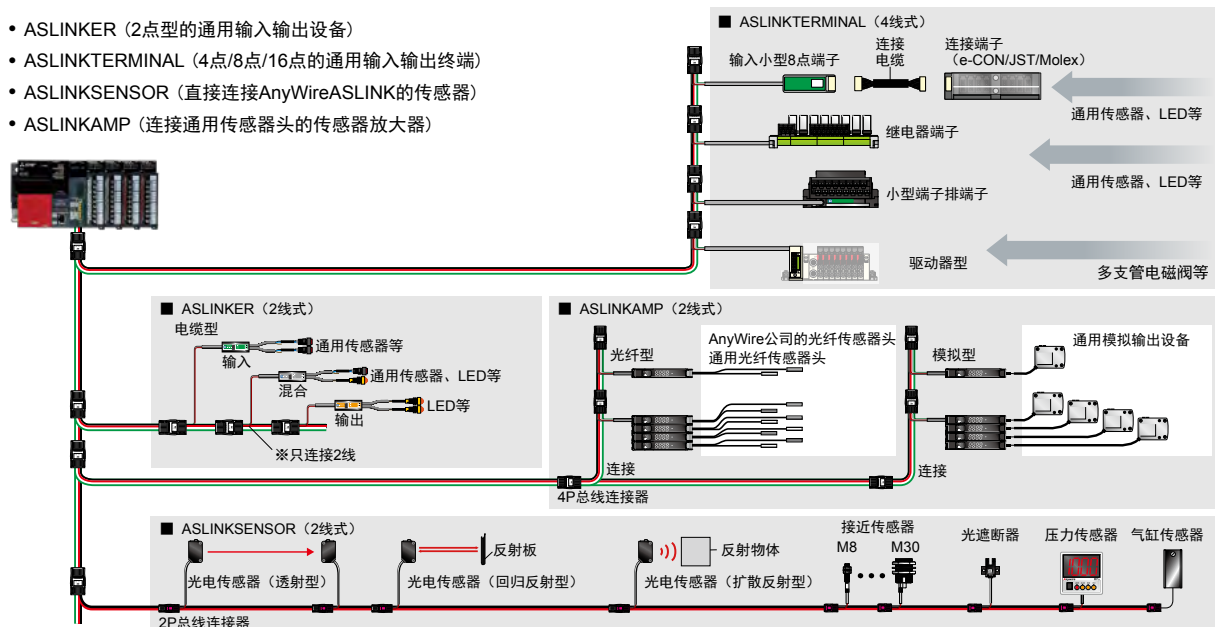 • ASLINKER（2点型的通用输入输出设备）
• ASLINKTERMINAL（4点/8点/16点的通用输入输出终端）
• ASLINKSENSOR（直接连接AnyWireASLINK的传感器）
• ASLINKAMP（连接通用传感器头的传感器放大器）
■ ASLINKTERMINAL（4线式）
输入小型8点端子
连接
电缆
连接端子
（e-CON/JST/Molex）
通用传感器、LED等
继电器端子
通用传感器、LED等
小型端子排端子
驱动器型
多支管电磁阀等
■ ASLINKER（2线式）
电缆型
输入
通用传感器等
混合
通用传感器、LED等
输出
LED等
※只连接2线
■ ASLINKAMP（2线式）
光纤型
AnyWire公司的光纤传感器头
通用光纤传感器头
模拟型
通用模拟输出设备
连接
连接
4P总线连接器
■ ASLINKSENSOR（2线式）
光电传感器（透射型）
反射板
光电传感器（回归反射型）
反射物体
光电传感器（扩散反射型）
接近传感器
M8
M30
光遮断器
压力传感器
气缸传感器
2P总线连接器